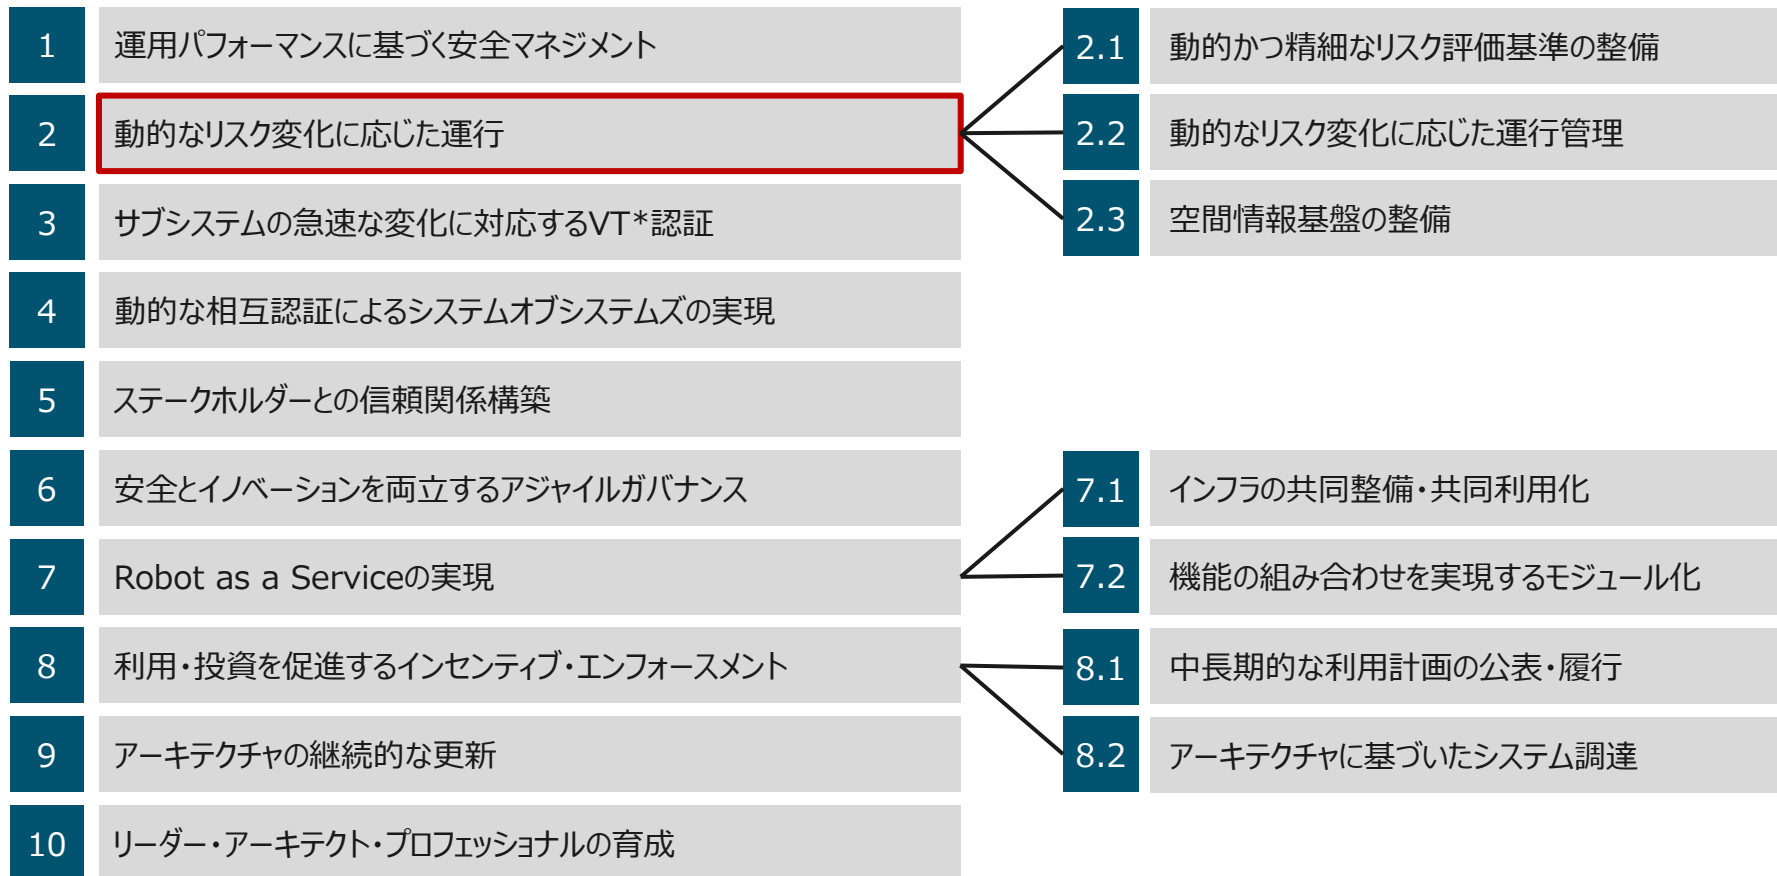 1 運用パフォーマンスに基づく安全マネジメント
2 動的なリスク変化に応じた運行
2.1 動的かつ精細なリスク評価基準の整備
2.2 動的なリスク変化に応じた運行管理
2.3 空間情報基盤の整備
3 サブシステムの急速な変化に対応するVT*認証
4 動的な相互認証によるシステムオブシステムズの実現
5 ステークホルダーとの信頼関係構築
6 安全とイノベーションを両立するアジャイルガバナンス
7 Robot as a Serviceの実現
7.1 インフラの共同整備・共同利用化
7.2 機能の組み合わせを実現するモジュール化
8 利用・投資を促進するインセンティブ・エンフォースメント
8.1 中長期的な利用計画の公表・履行
8.2 アーキテクチャに基づいたシステム調達
9 アーキテクチャの継続的な更新
10 リーダー・アーキテクト・プロフェッショナルの育成